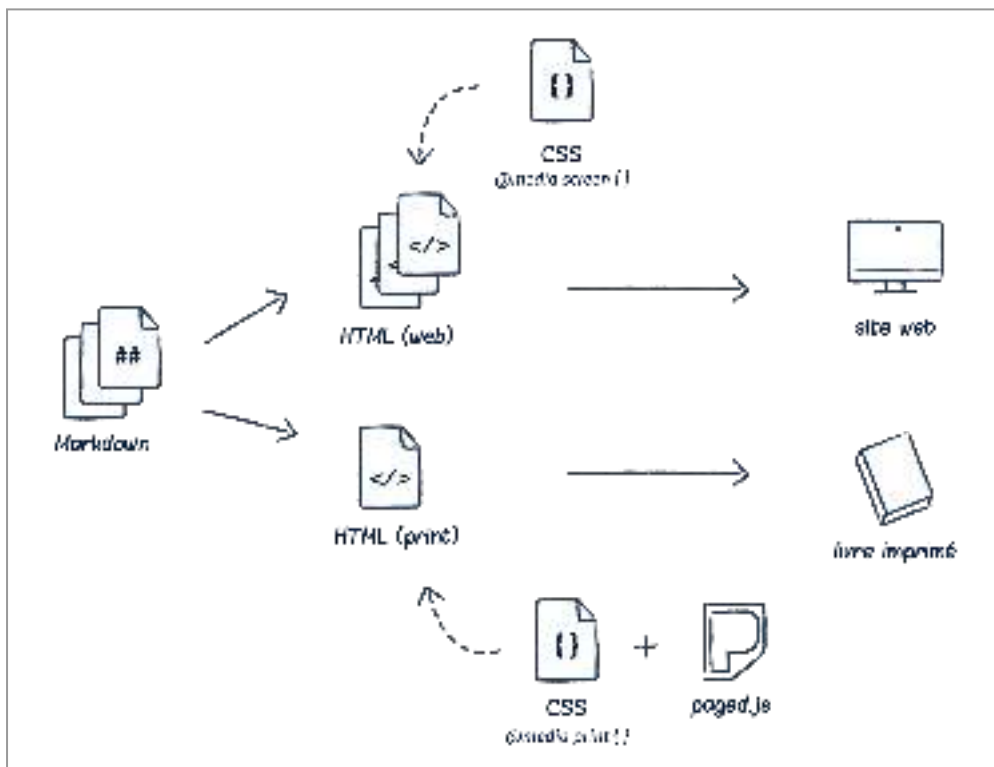 {}
CSS
@media screen { }
</>
HTML (web)
site web
##
Markdown
</>
HTML (print)
livre imprimé
{}
+
CSS
paged.js
@media print { }